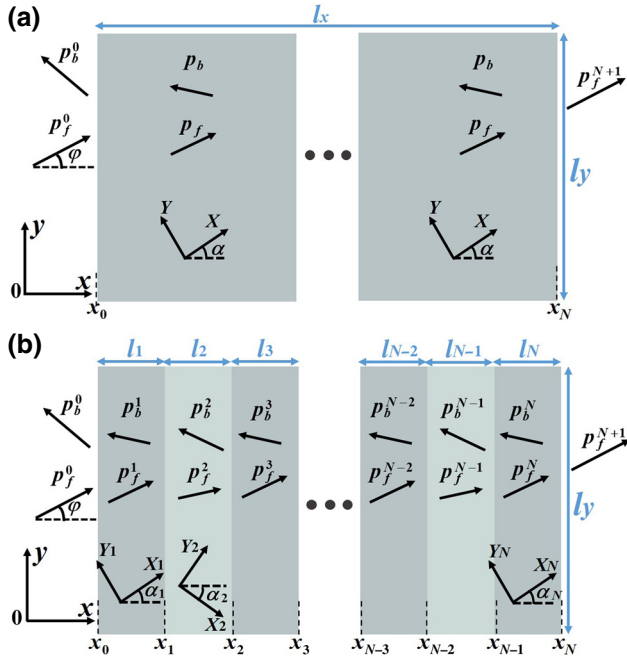 (a)
l_x
p_b^0
p_b
p_b
p_f^{N+1}
p_f^0
φ
p_f
p_f
l_y
Y
X
α
Y
X
α
y
0
x
x_0
x_N
(b)
l_1
l_2
l_3
l_{N−2}
l_{N−1}
l_N
p_b^0
p_b^1
p_b^2
p_b^3
p_b^{N−2}
p_b^{N−1}
p_b^N
p_f^{N+1}
p_f^0
φ
p_f^1
p_f^2
p_f^3
p_f^{N−2}
p_f^{N−1}
p_f^N
l_y
Y_1
X_1
α_1
Y_2
α_2
X_2
Y_N
X_N
α_N
y
0
x
x_0
x_1
x_2
x_3
x_{N−3}
x_{N−2}
x_{N−1}
x_N